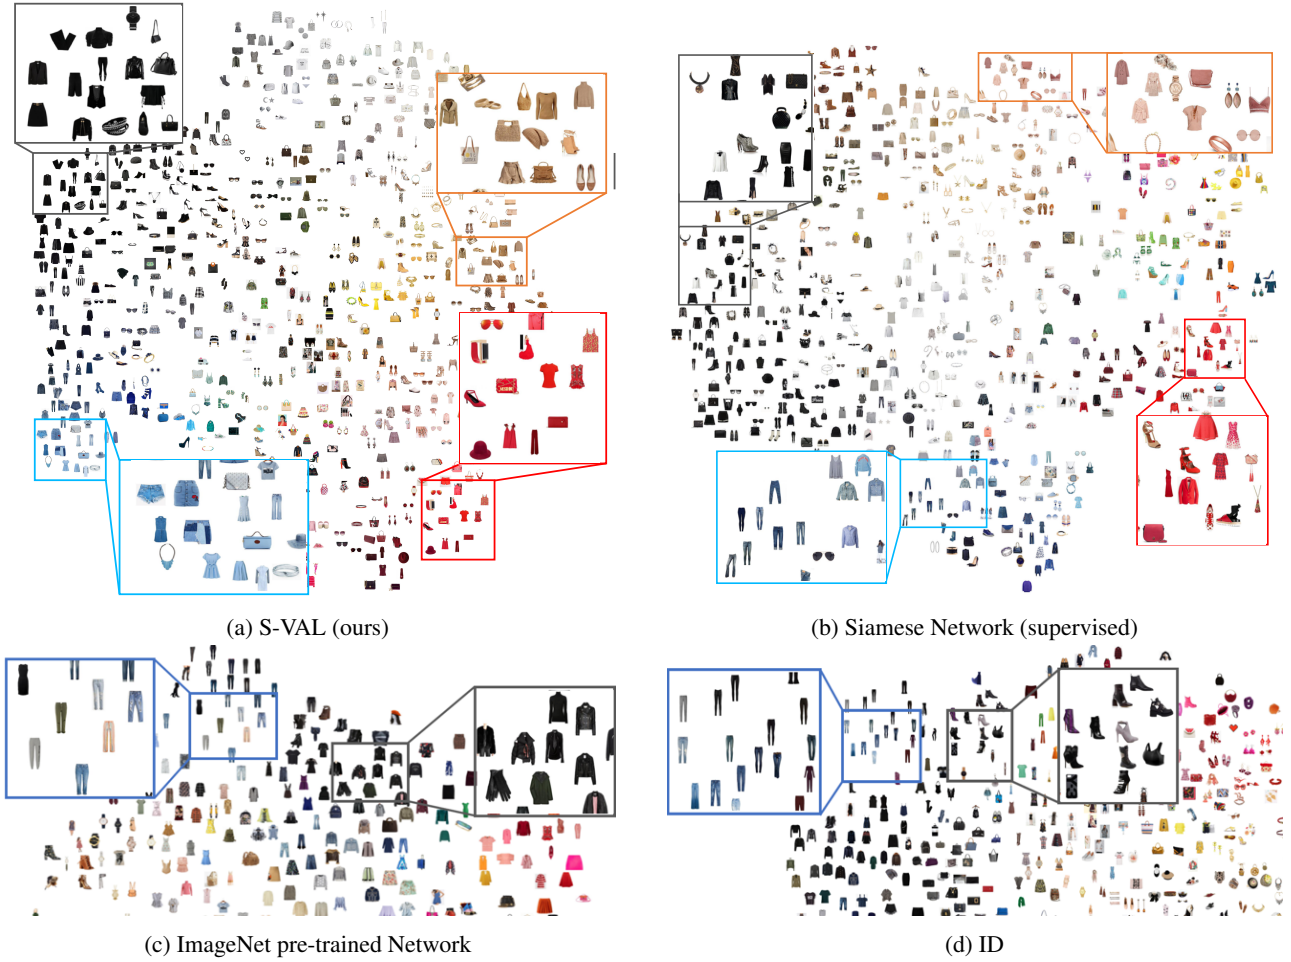 (a) S-VAL (ours)
(b) Siamese Network (supervised)
(c) ImageNet pre-trained Network
(d) ID